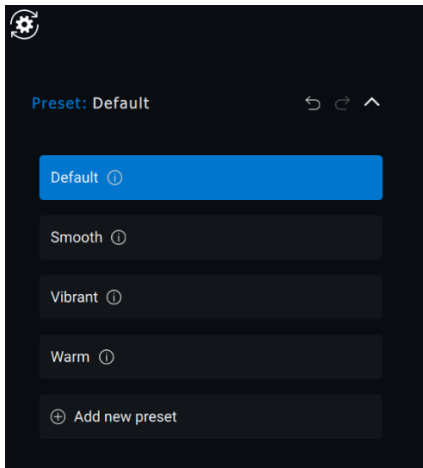 Preset: Default
Default
Smooth
Vibrant
Warm
Add new preset